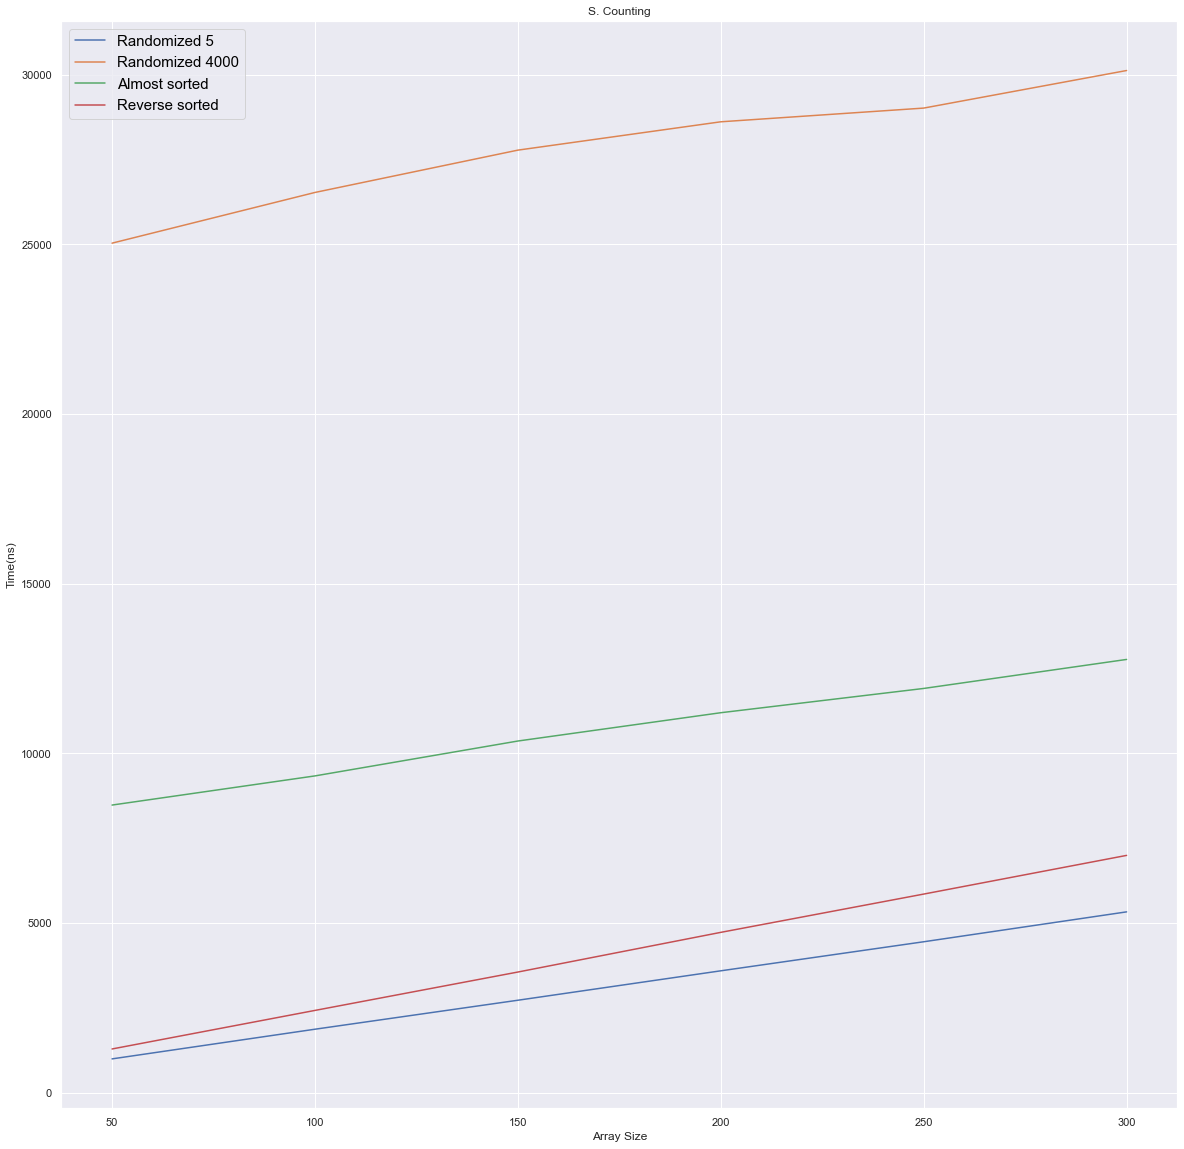 S. Counting
Randomized 5
Randomized 4000
Almost sorted
Reverse sorted
30000
25000
20000
15000
10000
5000
0
Time(ns)
50 100 150 200 250 300
Array Size